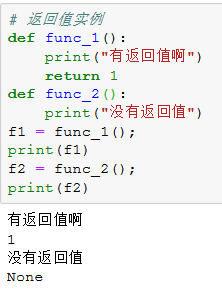 # 返回值实例
def func_1():
    print("有返回值啊")
    return 1
def func_2():
    print("没有返回值")
f1 = func_1();
print(f1)
f2 = func_2();
print(f2)
有返回值啊
1
没有返回值
None